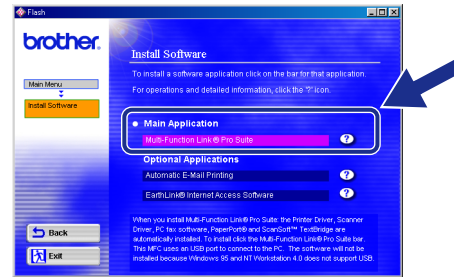 Flash
brother.
Install Software
To install a software application click on the bar for that application.
For operations and detailed information, click the '?' icon.
Main Menu
Install Software
Main Application
Multi-Function Link® Pro Suite
?
Optional Applications
Automatic E-Mail Printing
?
EarthLink® Internet Access Software
?
When you install Multi-Function Link® Pro Suite the Printer Driver, Scanner
Driver, PC fax software, PaperPort® and ScanSoft™ TextBridge are
automatically installed. To install click the Multi-Function Link® Pro Suite bar.
This MFC uses an USB port to connect to the PC. The software will not be
installed because Windows 95 and NT Workstation 4.0 does not support USB.
Back
Exit